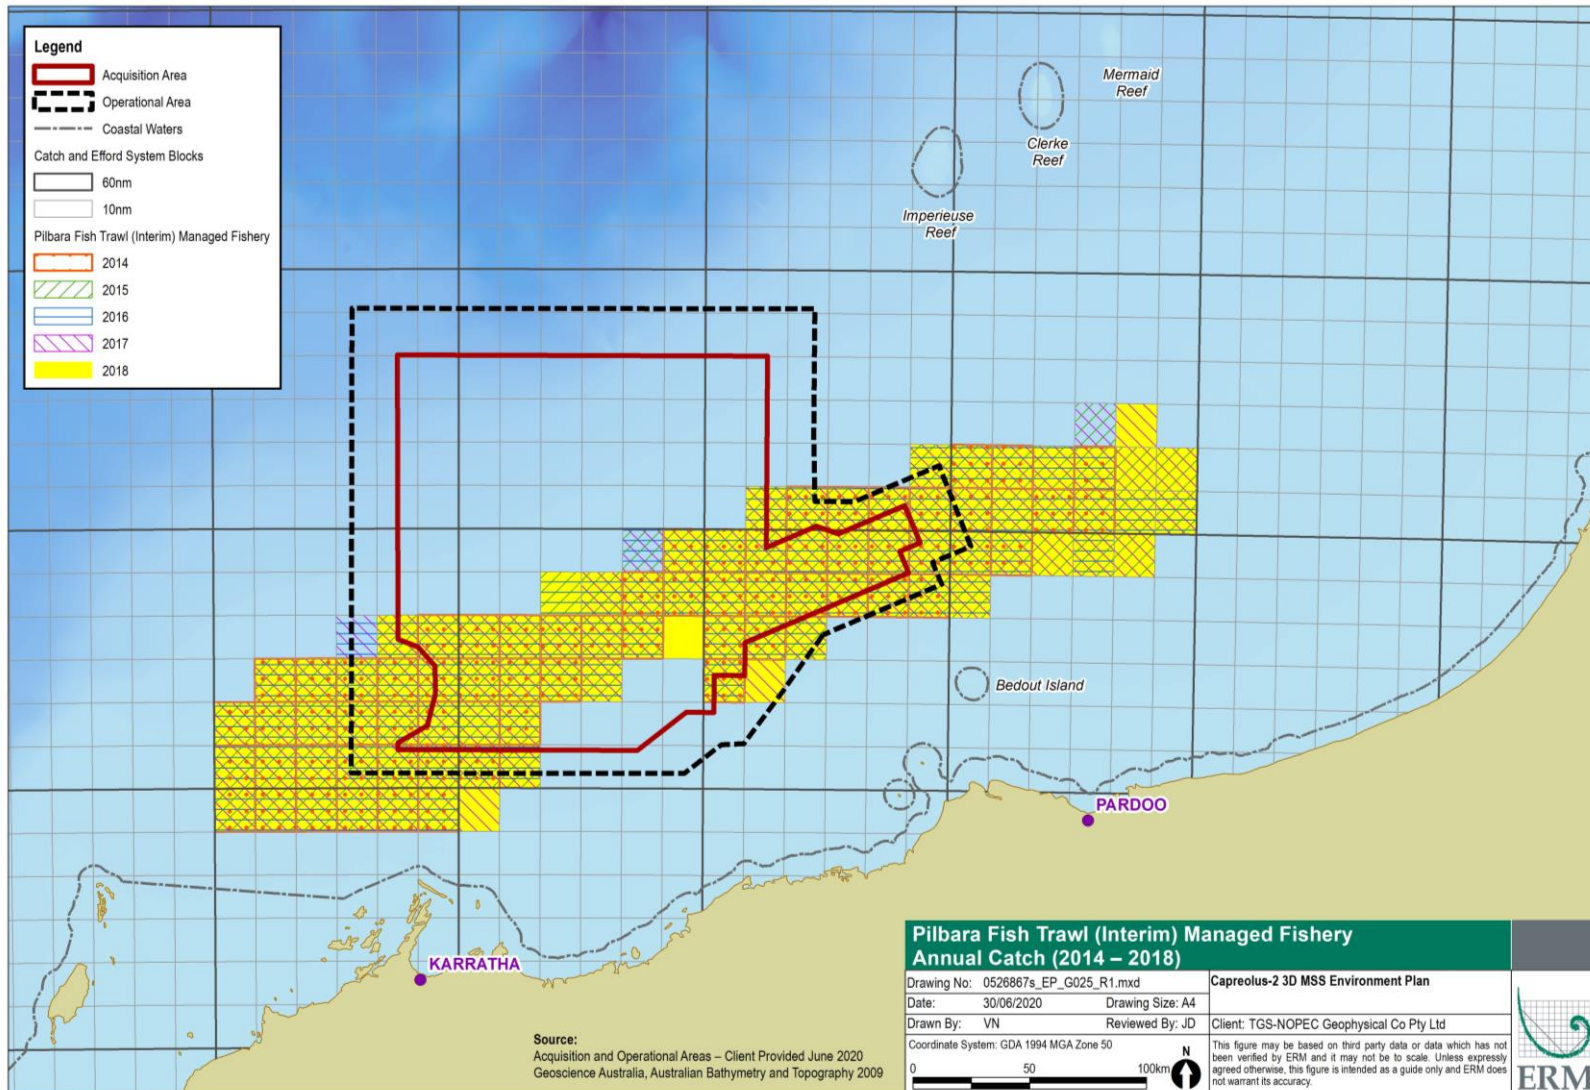 Legend
Acquisition Area
Operational Area
Coastal Waters
Catch and Efford System Blocks
60nm
10nm
Pilbara Fish Trawl (Interim) Managed Fishery
2014
2015
2016
2017
2018
Mermaid
Reef
Clerke
Reef
Imperieuse
Reef
Bedout Island
PARDOO
KARRATHA
Source:
Acquisition and Operational Areas – Client Provided June 2020
Geoscience Australia, Australian Bathymetry and Topography 2009
Pilbara Fish Trawl (Interim) Managed Fishery
Annual Catch (2014 – 2018)
Drawing No: 0526867s_EP_G025_R1.mxd
Capreolus-2 3D MSS Environment Plan
Date: 30/06/2020 Drawing Size: A4
Drawn By: VN Reviewed By: JD
Client: TGS-NOPEC Geophysical Co Pty Ltd
Coordinate System: GDA 1994 MGA Zone 50
0 50 100km
N
This figure may be based on third party data or data which has not
been verified by ERM and it may not be to scale. Unless expressly
agreed otherwise, this figure is intended as a guide only and ERM does
not warrant its accuracy.
ERM